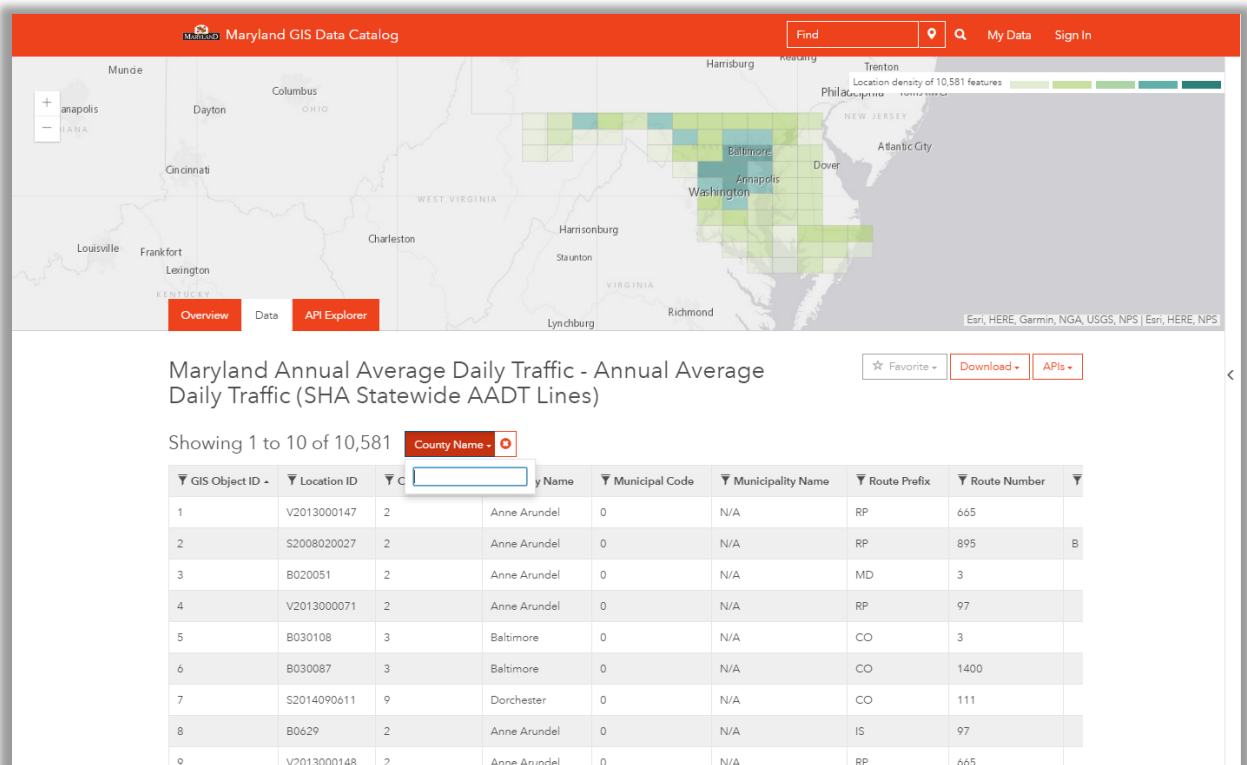 MARYLAND Maryland GIS Data Catalog
Find
My Data
Sign In
Muncie
Harrisburg
Reading
Trenton
Location density of 10,581 features
+
anapolis
Dayton
Columbus
OHIO
Philadelphia
Toms River
−
IANA
NEW JERSEY
Baltimore
Atlantic City
Cincinnati
Dover
Annapolis
Washington
WEST VIRGINIA
Harrisonburg
Charleston
Louisville
Frankfort
Staunton
Lexington
VIRGINIA
KENTUCKY
Richmond
Lynchburg
Overview
Data
API Explorer
Esri, HERE, Garmin, NGA, USGS, NPS | Esri, HERE, NPS
Maryland Annual Average Daily Traffic - Annual Average
Daily Traffic (SHA Statewide AADT Lines)
Favorite
Download
APIs
Showing 1 to 10 of 10,581
County Name
GIS Object ID Location ID C y Name Municipal Code Municipality Name Route Prefix Route Number
1 V2013000147 2 Anne Arundel 0 N/A RP 665
2 S2008020027 2 Anne Arundel 0 N/A RP 895 B
3 B020051 2 Anne Arundel 0 N/A MD 3
4 V2013000071 2 Anne Arundel 0 N/A RP 97
5 B030108 3 Baltimore 0 N/A CO 3
6 B030087 3 Baltimore 0 N/A CO 1400
7 S2014090611 9 Dorchester 0 N/A CO 111
8 B0629 2 Anne Arundel 0 N/A IS 97
9 V2013000148 2 Anne Arundel 0 N/A RP 665